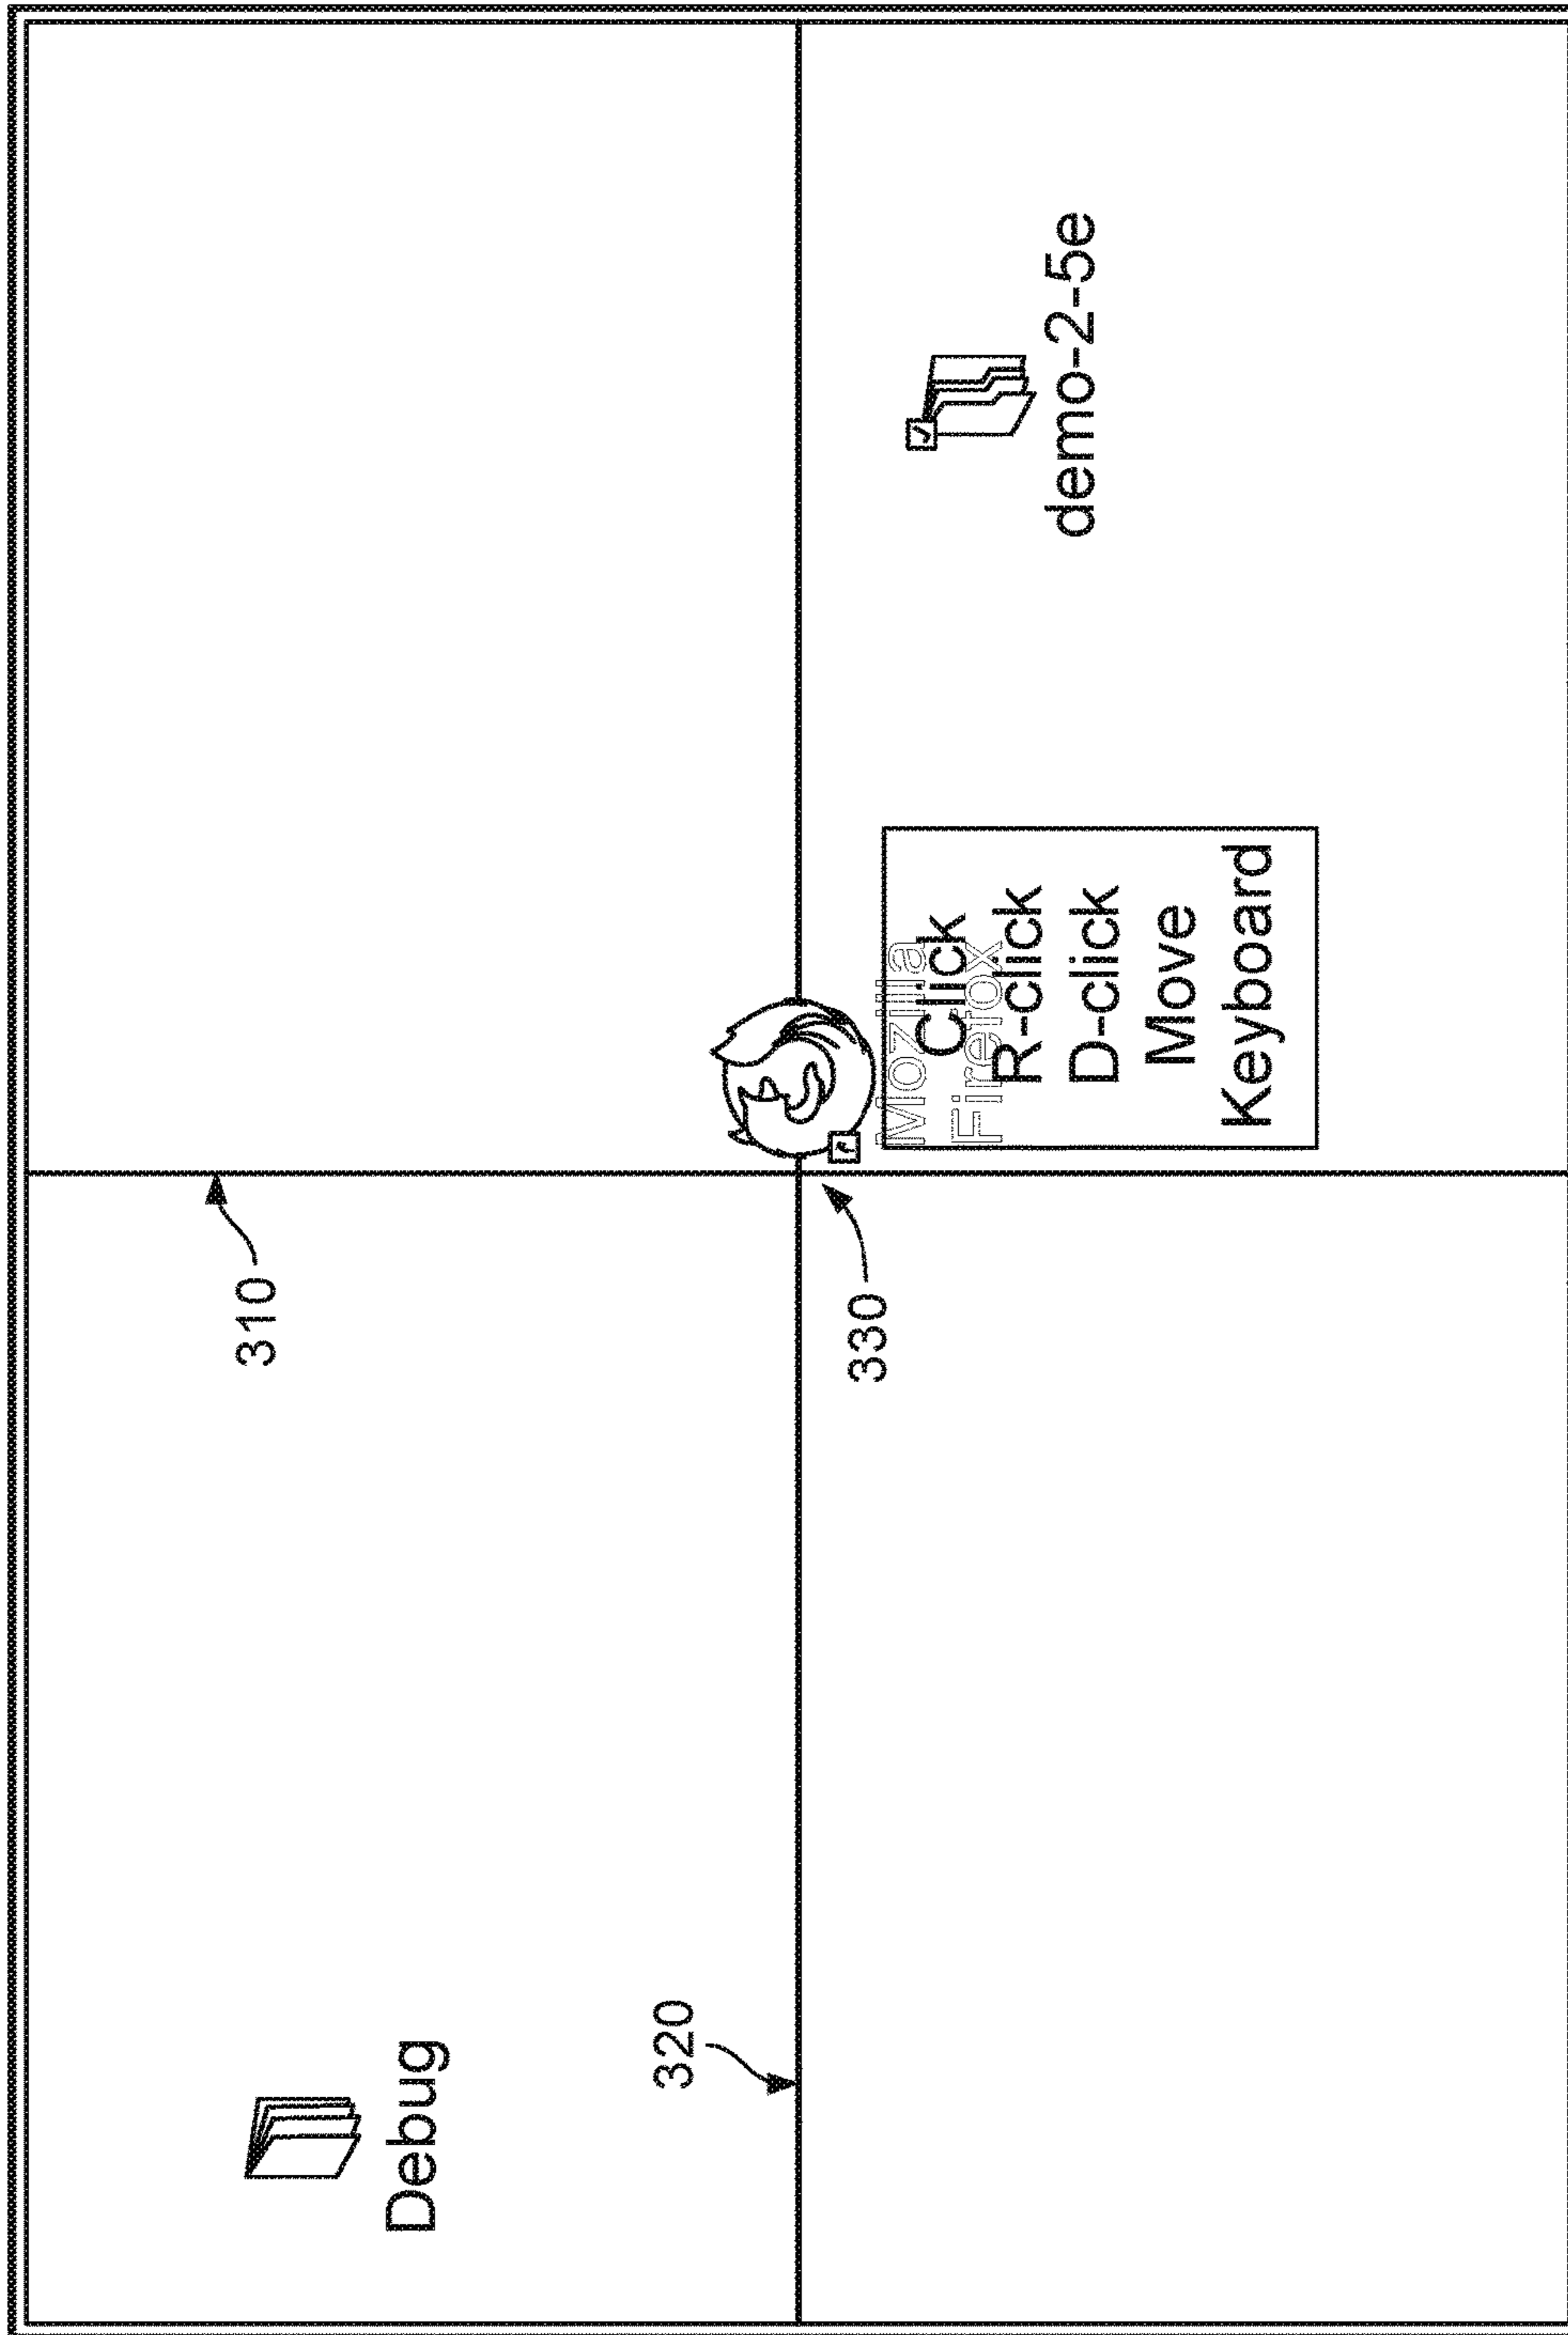 Debug
310
320
330
Mozilla
Firefox
Click
R-click
D-click
Move
Keyboard
demo-2-5e